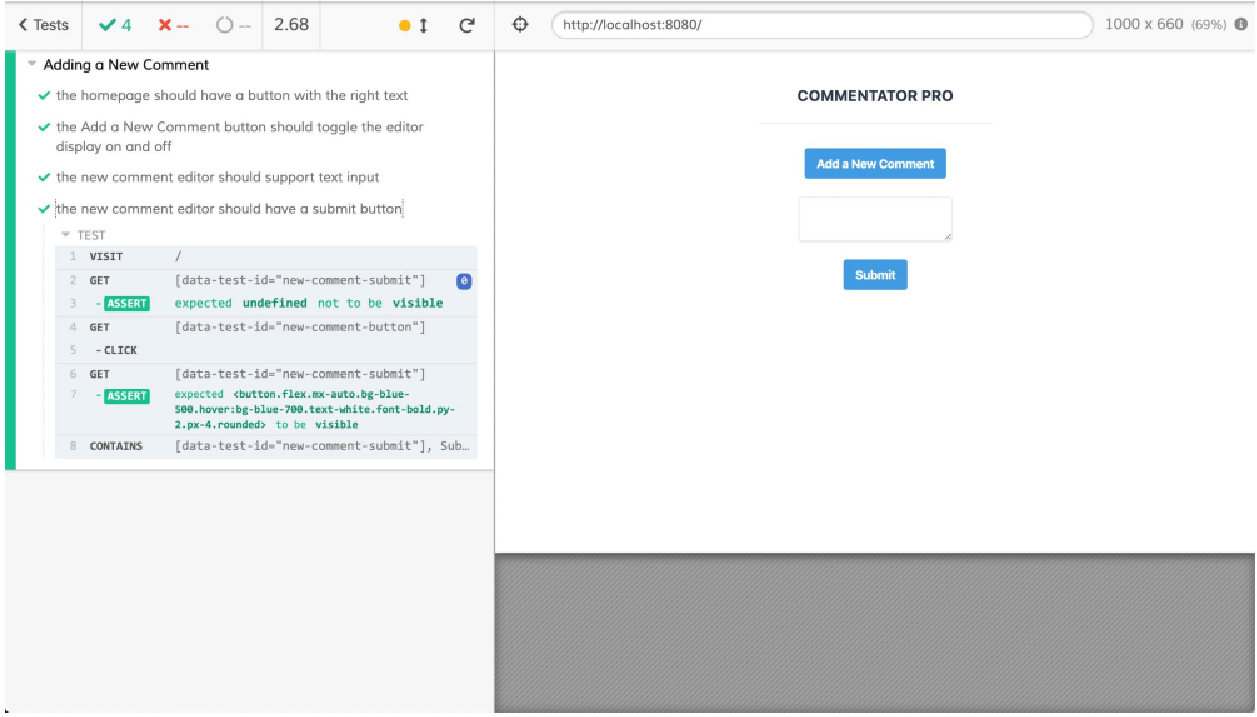 Tests 4 -- -- 2.68
http://localhost:8080/ 1000 x 660 (69%)
Adding a New Comment
the homepage should have a button with the right text
the Add a New Comment button should toggle the editor
display on and off
the new comment editor should support text input
the new comment editor should have a submit button
TEST
1 VISIT /
2 GET [data-test-id="new-comment-submit"] 0
3 - ASSERT expected undefined not to be visible
4 GET [data-test-id="new-comment-button"]
5 - CLICK
6 GET [data-test-id="new-comment-submit"]
7 - ASSERT expected <button.flex.mx-auto.bg-blue-
500.hover:bg-blue-700.text-white.font-bold.py-
2.px-4.rounded> to be visible
8 CONTAINS [data-test-id="new-comment-submit"], Sub…
COMMENTATOR PRO
Add a New Comment
Submit